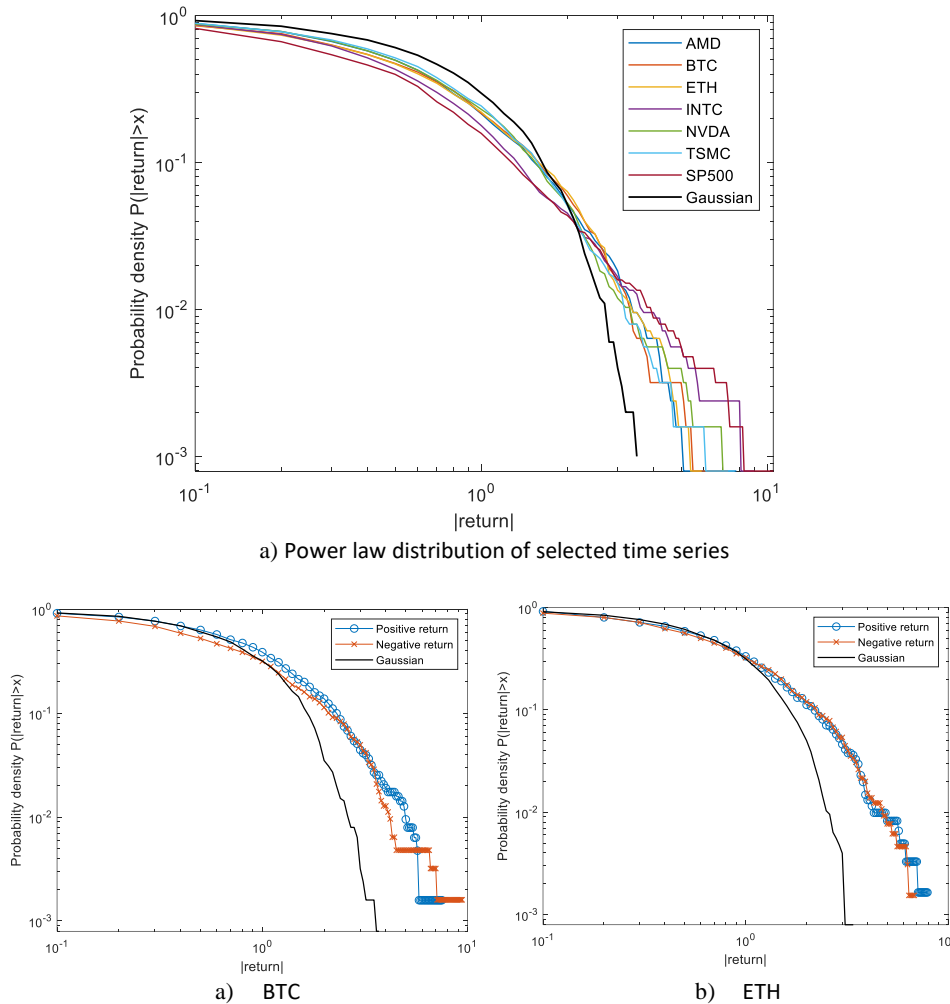 10^0
10^-1
10^-2
10^-3
Probability density P(|return|>x)
AMD
BTC
ETH
INTC
NVDA
TSMC
SP500
Gaussian
10^-1
10^0
10^1
|return|
a) Power law distribution of selected time series
10^0
10^-1
10^-2
10^-3
Probability density P(|return|>x)
Positive return
Negative return
Gaussian
10^-1
10^0
10^1
|return|
a) BTC
10^0
10^-1
10^-2
10^-3
Probability density P(|return|>x)
Positive return
Negative return
Gaussian
10^-1
10^0
10^1
|return|
b) ETH